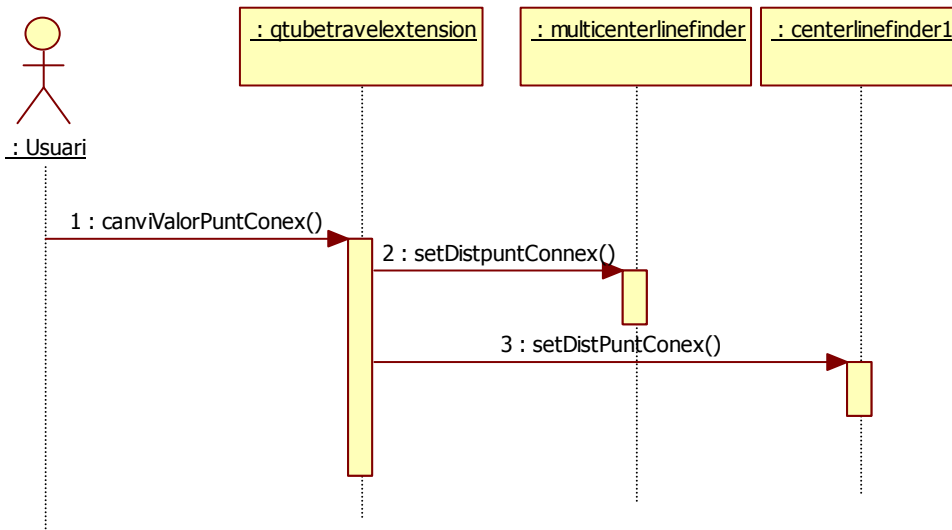 : qtubetravelextension
: multicenterlinefinder
: centerlinefinder1
: Usuari
1 : canviValorPuntConex()
2 : setDistpuntConnex()
3 : setDistPuntConex()